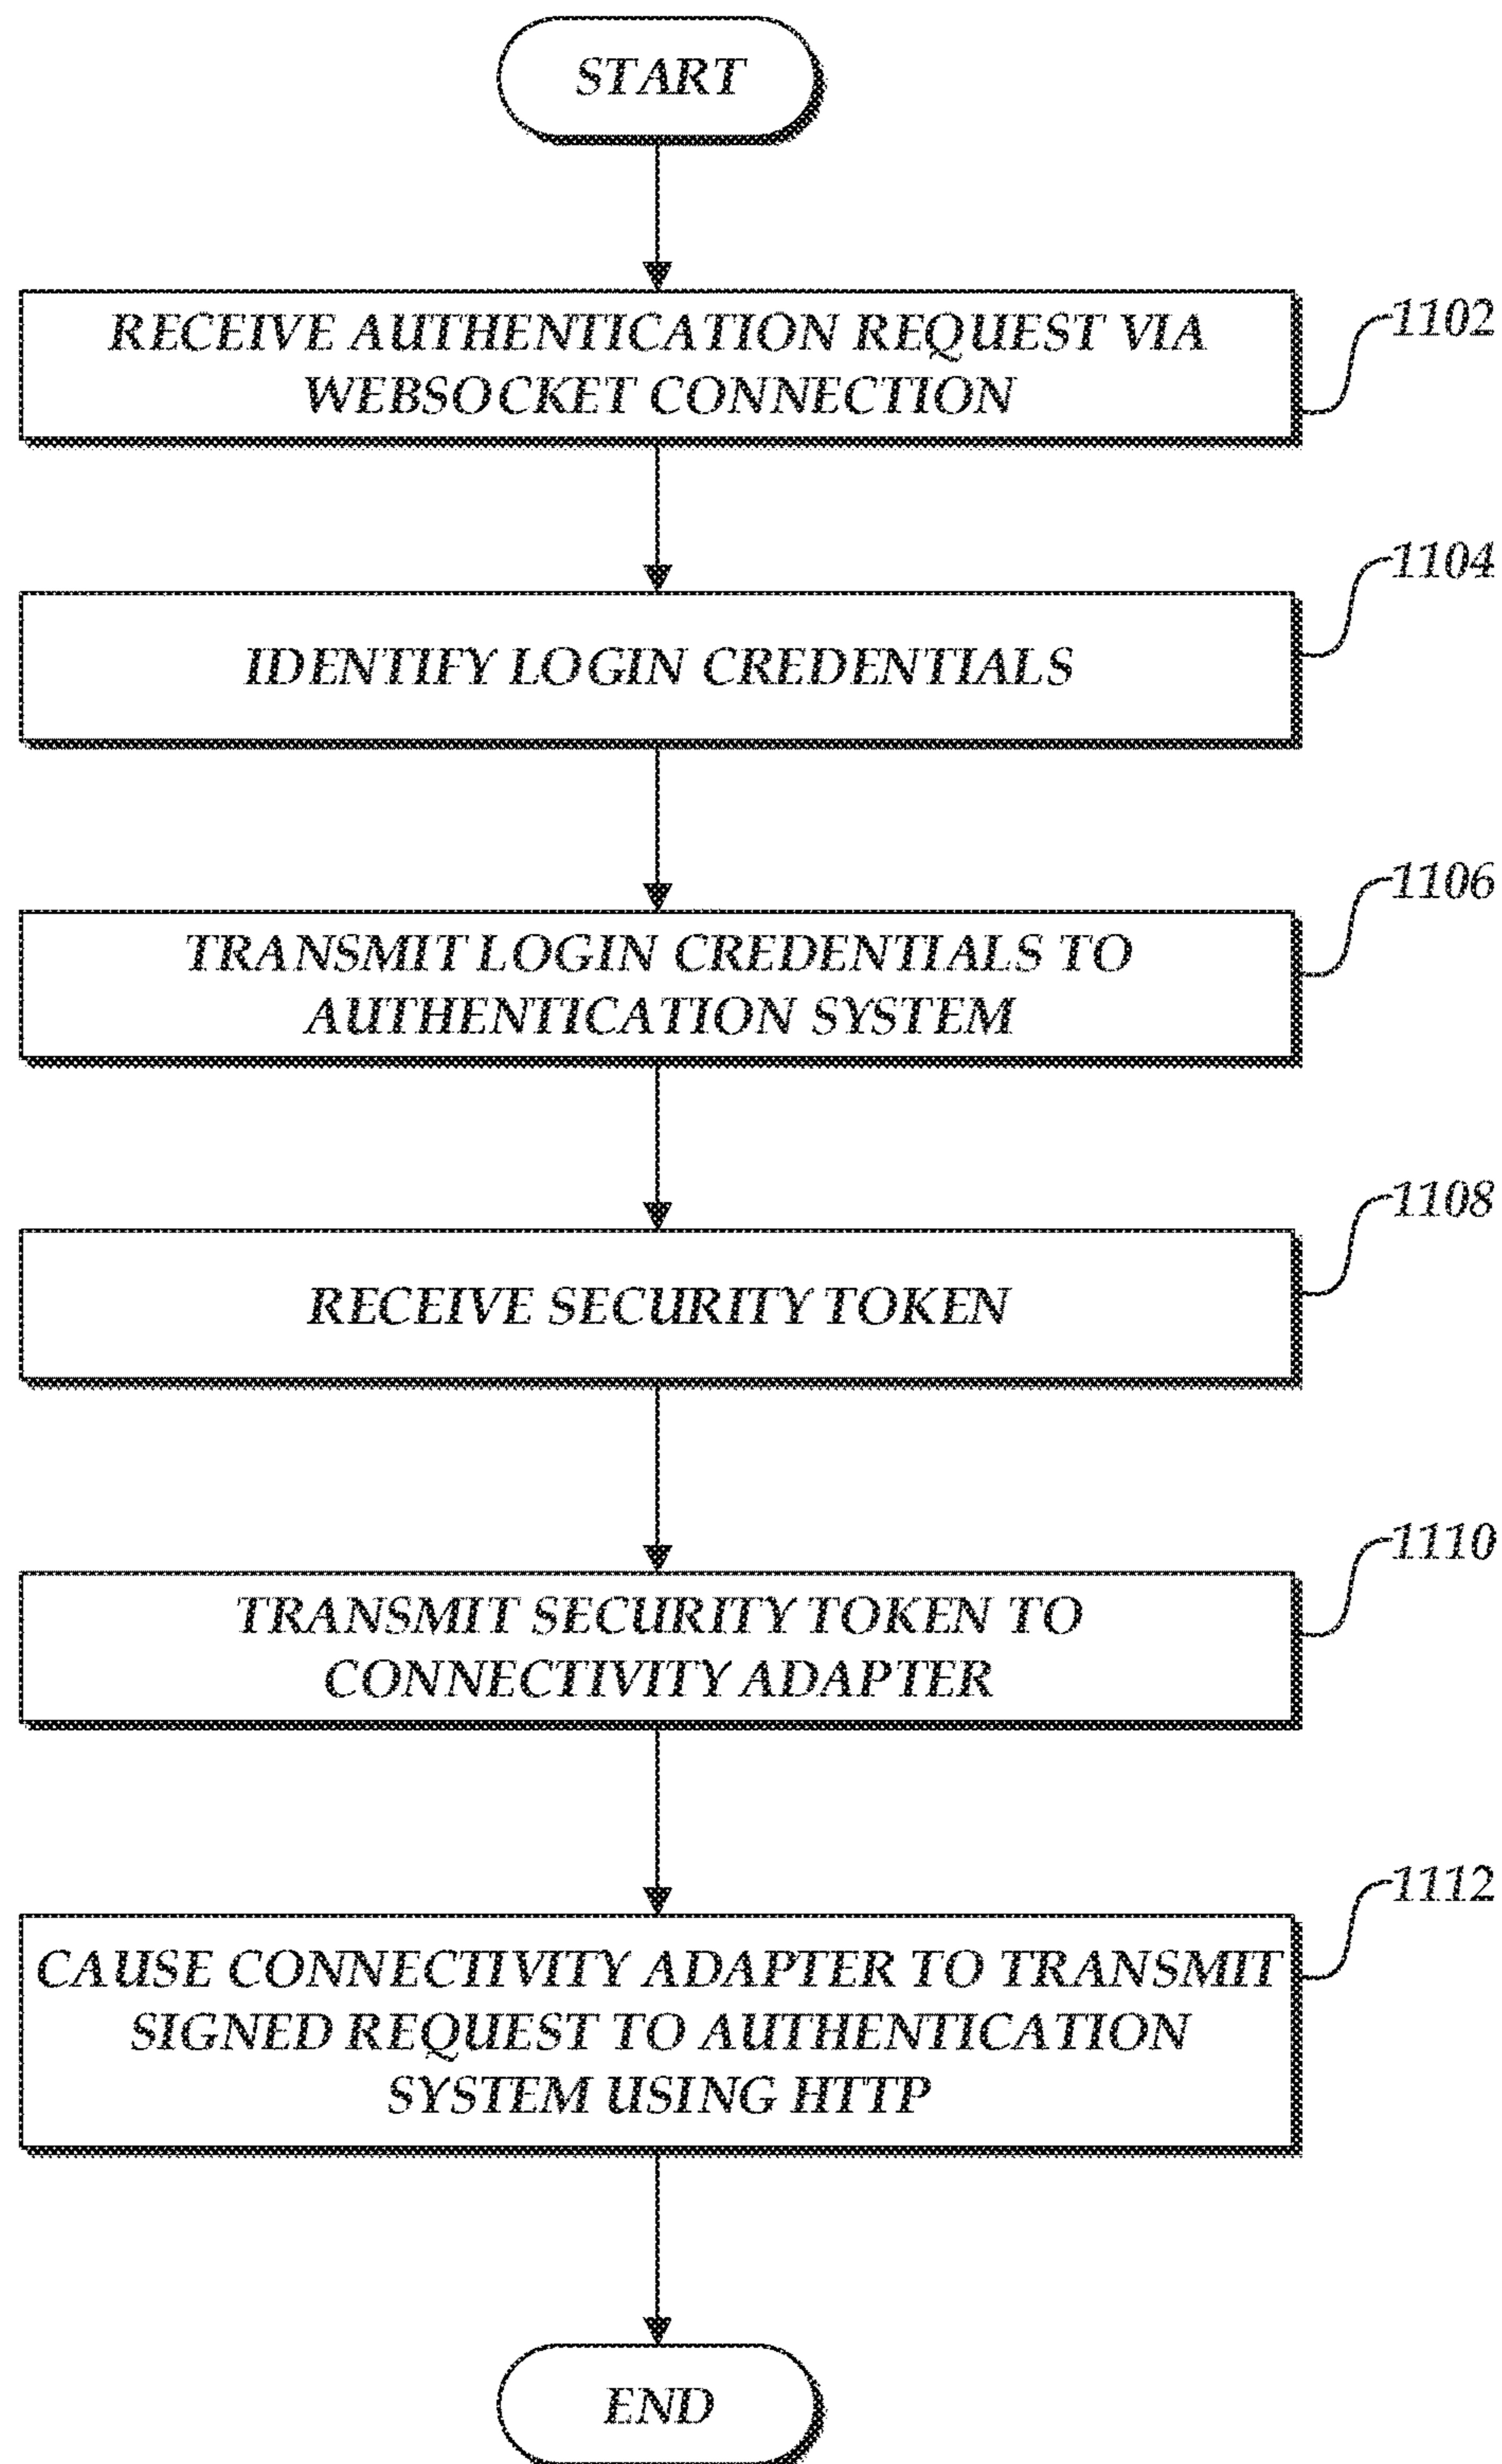 START
RECEIVE AUTHENTICATION REQUEST VIA
WEBSOCKET CONNECTION
1102
IDENTIFY LOGIN CREDENTIALS
1104
TRANSMIT LOGIN CREDENTIALS TO
AUTHENTICATION SYSTEM
1106
RECEIVE SECURITY TOKEN
1108
TRANSMIT SECURITY TOKEN TO
CONNECTIVITY ADAPTER
1110
CAUSE CONNECTIVITY ADAPTER TO TRANSMIT
SIGNED REQUEST TO AUTHENTICATION
SYSTEM USING HTTP
1112
END